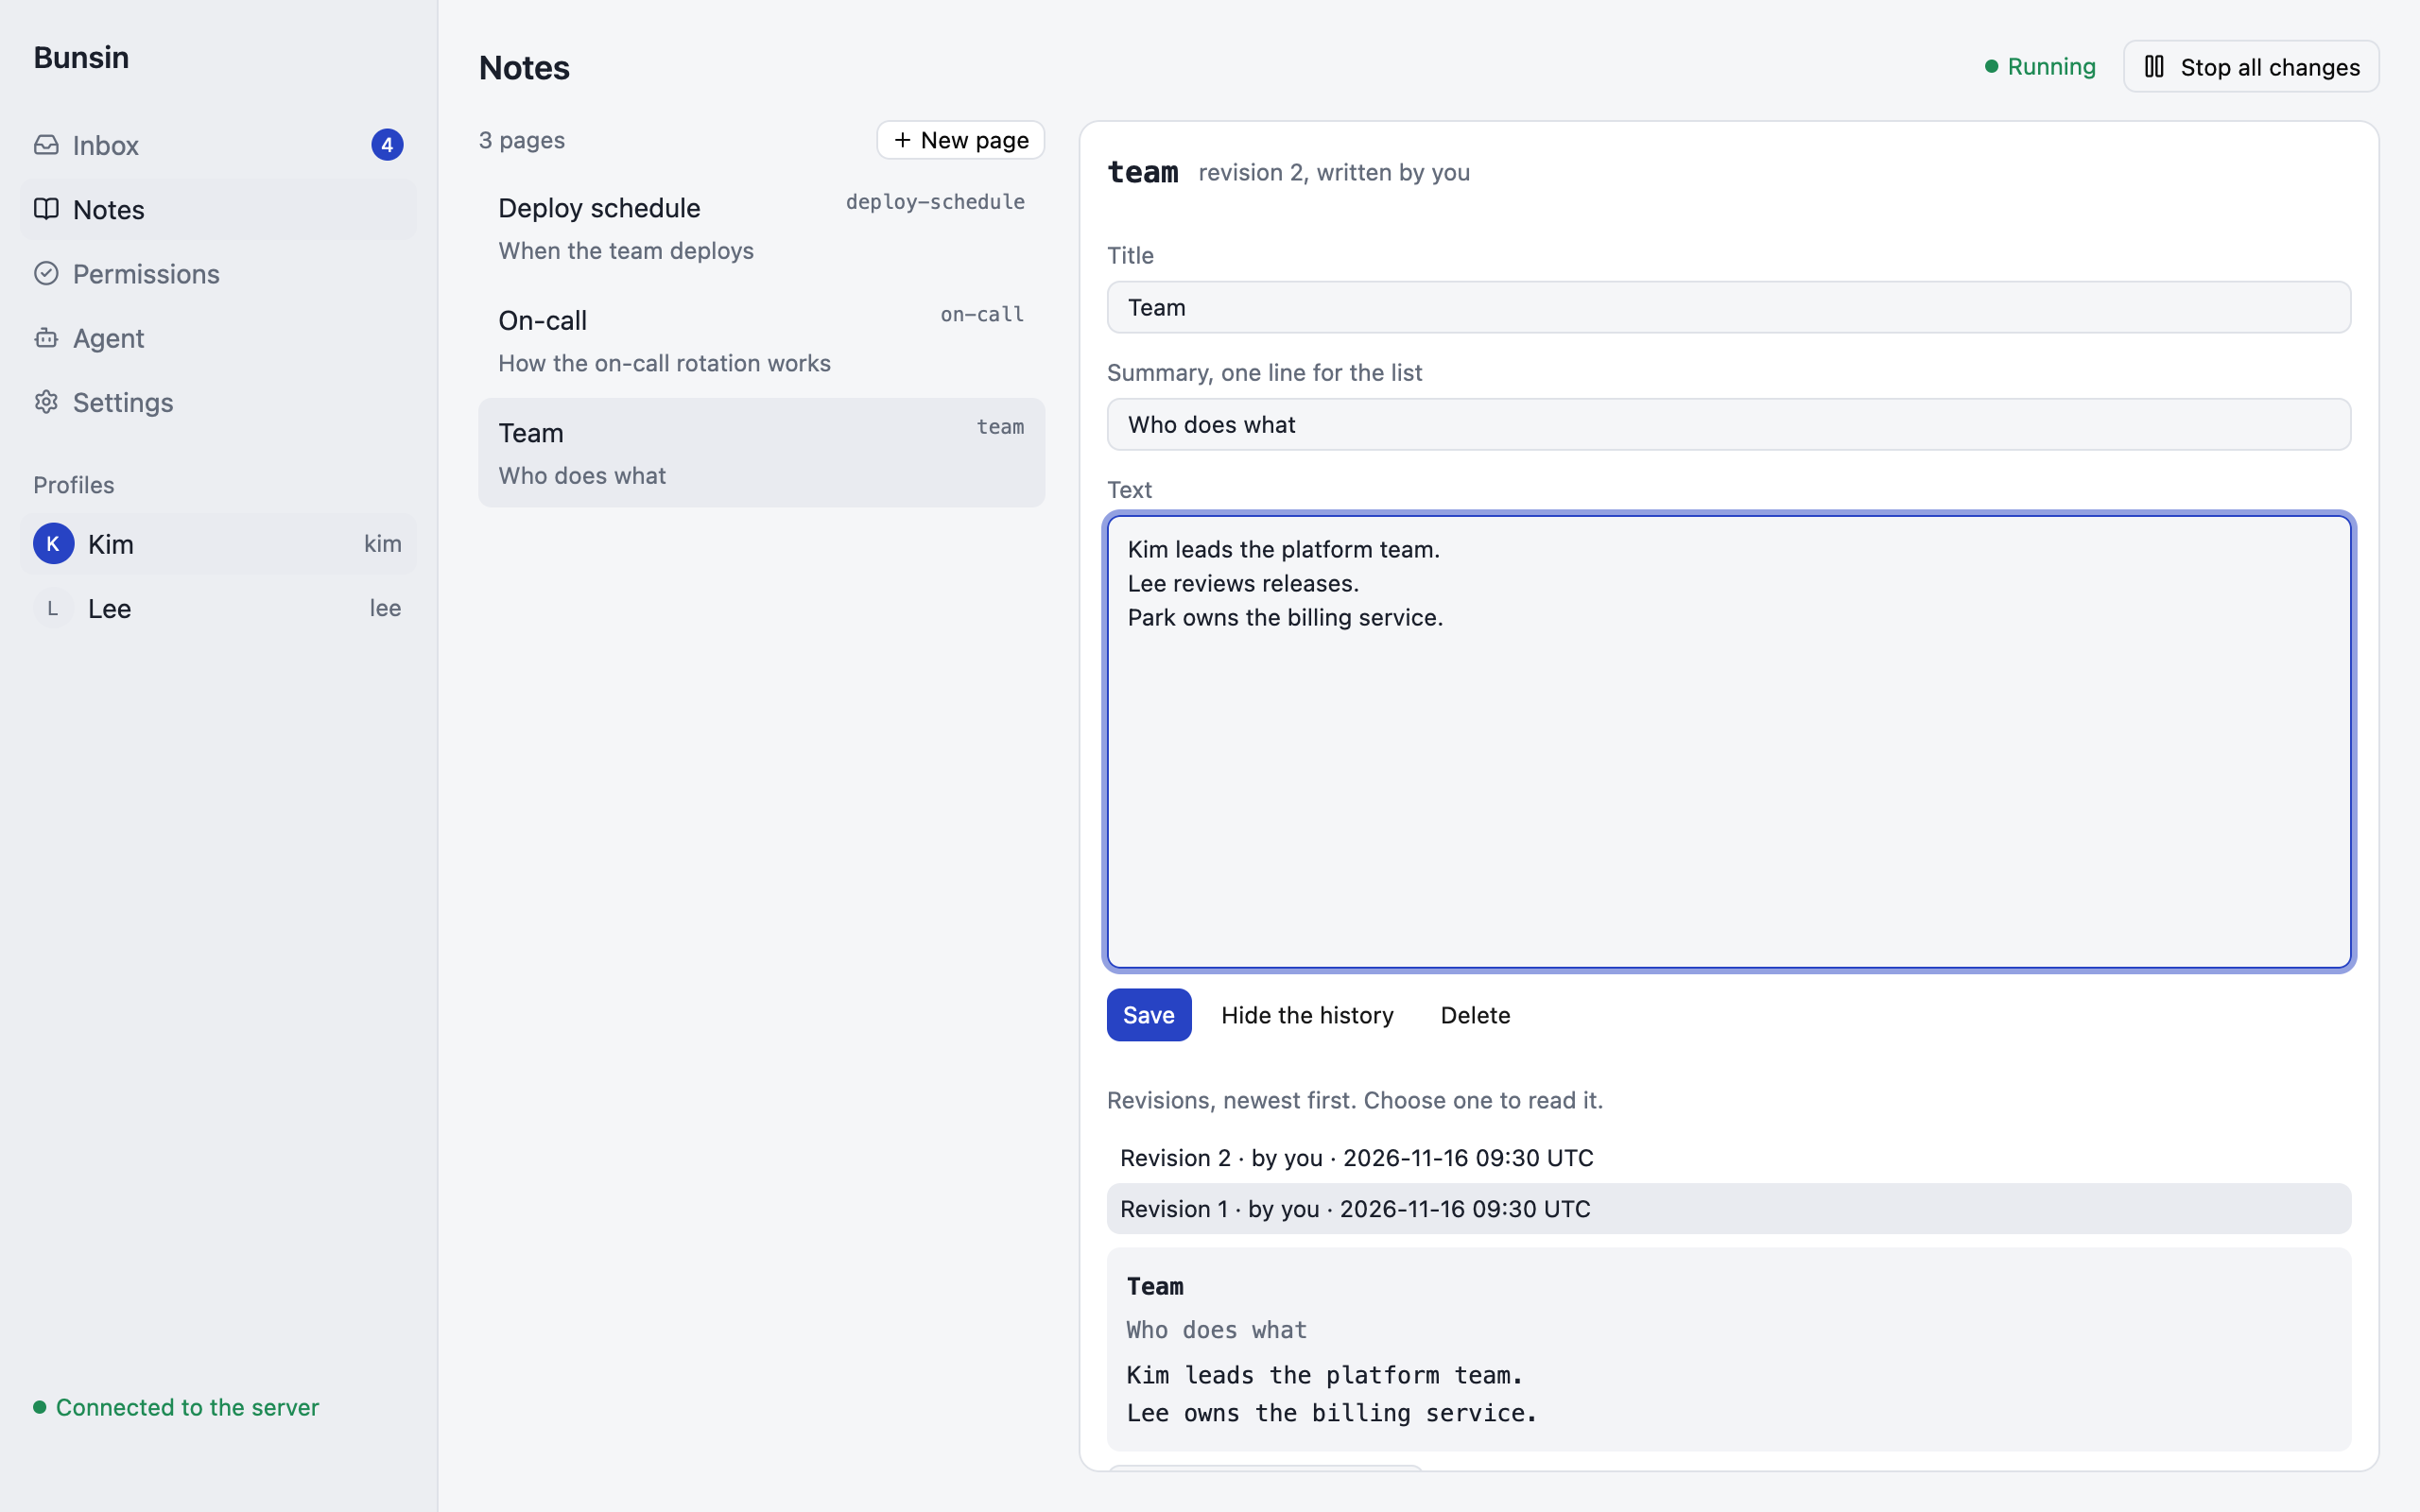 Bunsin
Inbox 4
Notes
Permissions
Agent
Settings
Profiles
K Kim kim
L Lee lee
Connected to the server
Notes
Running
Stop all changes
3 pages
+ New page
Deploy schedule deploy-schedule
When the team deploys
On-call on-call
How the on-call rotation works
Team team
Who does what
team revision 2, written by you
Title
Team
Summary, one line for the list
Who does what
Text
Kim leads the platform team.
Lee reviews releases.
Park owns the billing service.
Save Hide the history Delete
Revisions, newest first. Choose one to read it.
Revision 2 · by you · 2026-11-16 09:30 UTC
Revision 1 · by you · 2026-11-16 09:30 UTC
Team
Who does what
Kim leads the platform team.
Lee owns the billing service.